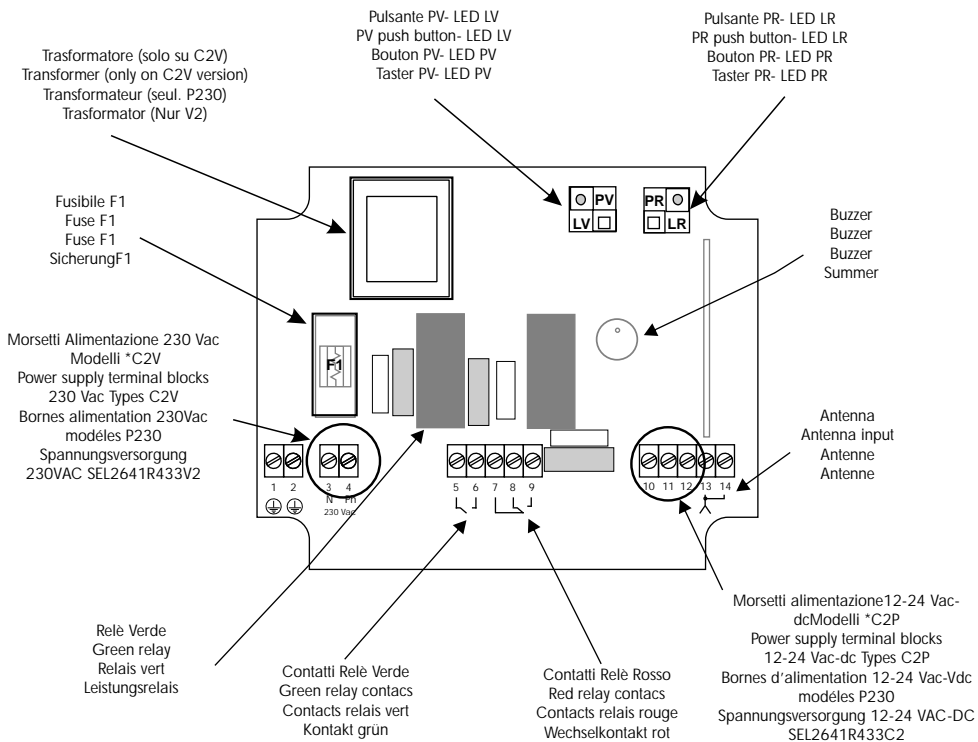 Pulsante PV- LED LV
PV push button- LED LV
Bouton PV- LED PV
Taster PV- LED PV
Pulsante PR- LED LR
PR push button- LED LR
Bouton PR- LED PR
Taster PR- LED PR
Trasformatore (solo su C2V)
Transformer (only on C2V version)
Transformateur (seul. P230)
Trasformator (Nur V2)
Fusibile F1
Fuse F1
Fuse F1
SicherungF1
PV
LV
PR
LR
Buzzer
Buzzer
Buzzer
Summer
Morsetti Alimentazione 230 Vac
Modelli *C2V
Power supply terminal blocks
230 Vac Types C2V
Bornes alimentation 230Vac
modéles P230
Spannungsversorgung
230VAC SEL2641R433V2
F1
Antenna
Antenna input
Antenne
Antenne
1 2 3 4 5 6 7 8 9 10 11 12 13 14
N Ph
230 Vac
Relè Verde
Green relay
Relais vert
Leistungsrelais
Contatti Relè Verde
Green relay contacs
Contacts relais vert
Kontakt grün
Contatti Relè Rosso
Red relay contacs
Contacts relais rouge
Wechselkontakt rot
Morsetti alimentazione12-24 Vac-
dcModelli *C2P
Power supply terminal blocks
12-24 Vac-dc Types C2P
Bornes d'alimentation 12-24 Vac-Vdc
modéles P230
Spannungsversorgung 12-24 VAC-DC
SEL2641R433C2